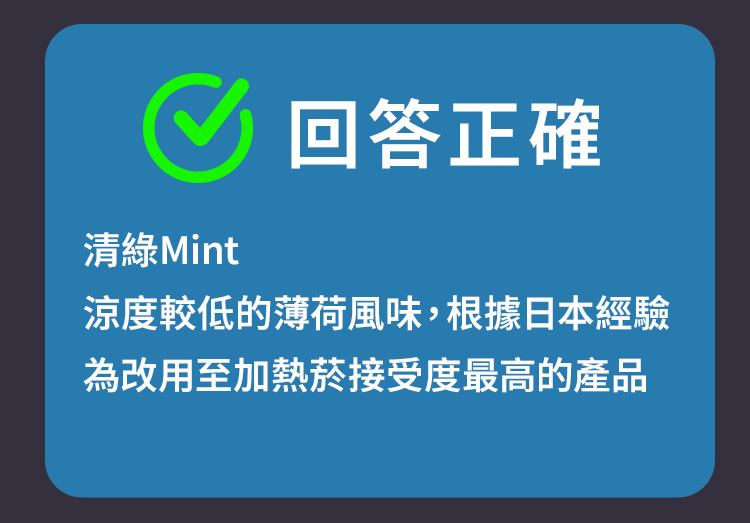 回答正確
清綠Mint
涼度較低的薄荷風味，根據日本經驗
為改用至加熱菸接受度最高的產品